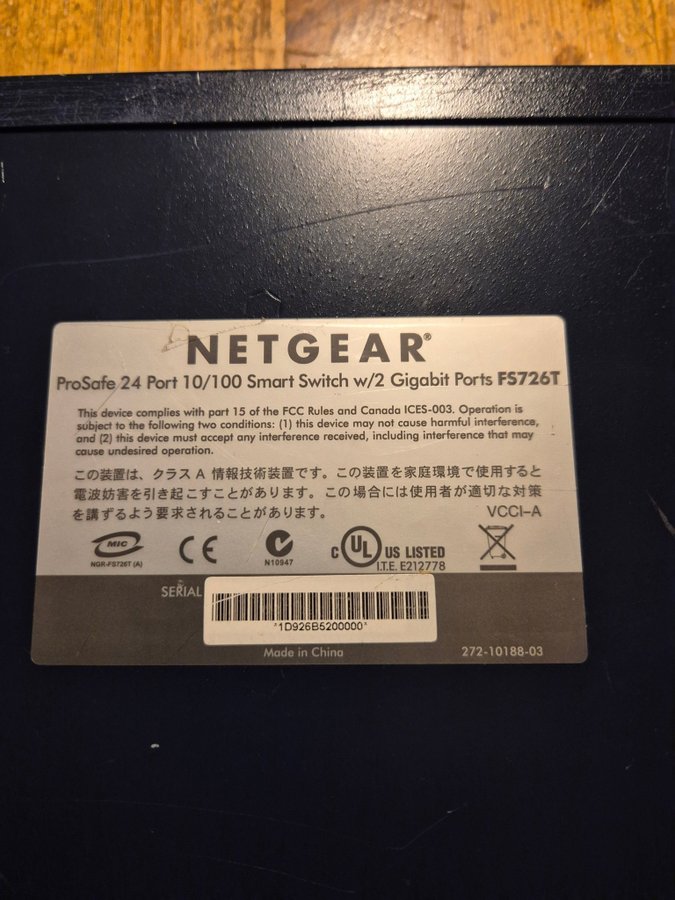 NETGEAR®
ProSafe 24 Port 10/100 Smart Switch w/2 Gigabit Ports FS726T
This device complies with part 15 of the FCC Rules and Canada ICES-003. Operation is
subject to the following two conditions: (1) this device may not cause harmful interference,
and (2) this device must accept any interference received, including interference that may
cause undesired operation.
この装置は、クラス A 情報技術装置です。この装置を家庭環境で使用すると
電波妨害を引き起こすことがあります。この場合には使用者が適切な対策
を講ずるよう要求されることがあります。 VCCI-A
MIC
NGR-FS726T (A)
CE
N10947
C UL US LISTED
I.T.E. E212778
SERIAL
*1D926B5200000*
Made in China
272-10188-03